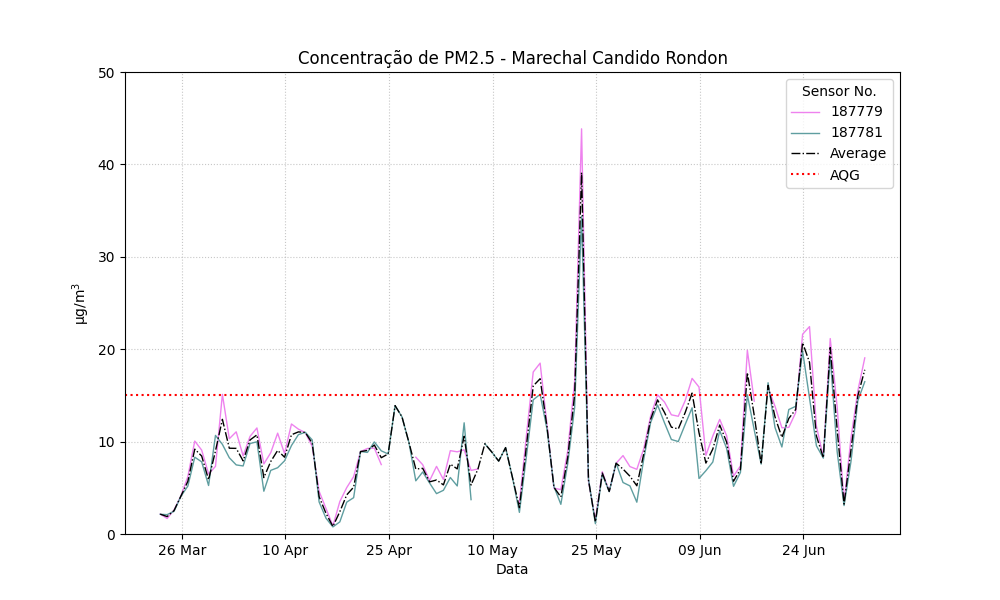 Concentração de PM2.5 - Marechal Candido Rondon
50
40
30
20
10
0
µg/m³
Sensor No.
187779
187781
Average
AQG
26 Mar
10 Apr
25 Apr
10 May
25 May
09 Jun
24 Jun
Data